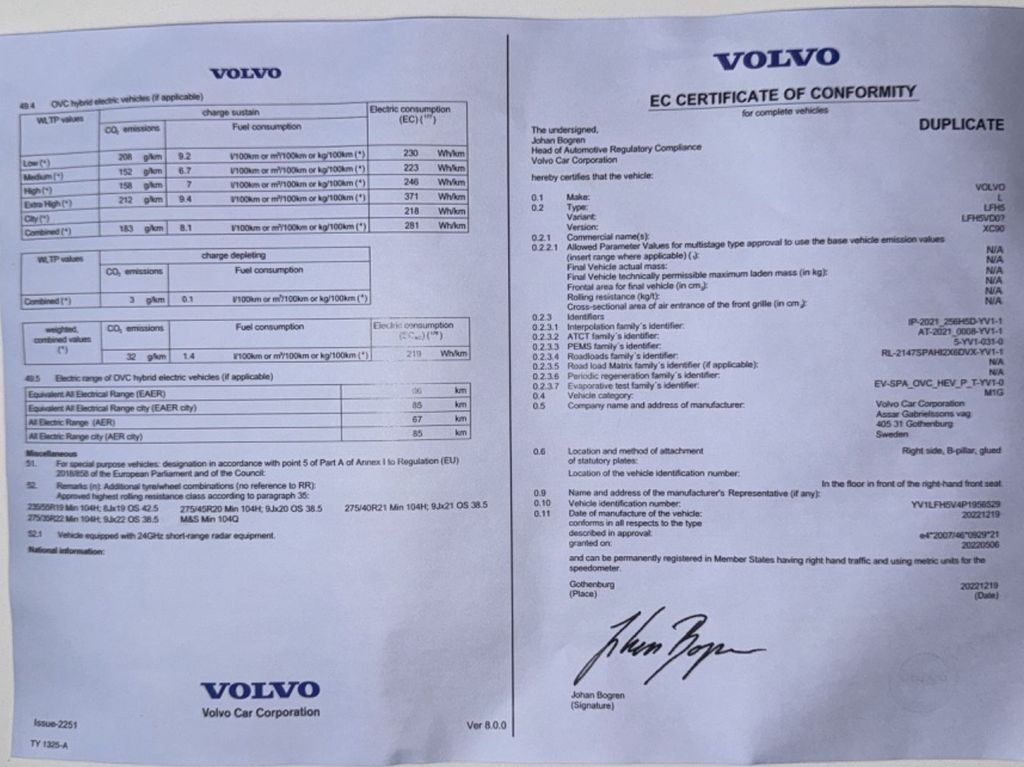 VOLVO
49.4 OVC hybrid electric vehicles (if applicable)
WLTP values charge sustain Electric consumption
CO2 emissions Fuel consumption (EC)
Low (*) 208 g/km 9.2 l/100km or m³/100km or kg/100km (*) 230 Wh/km
Medium (*) 152 g/km 6.7 l/100km or m³/100km or kg/100km (*) 223 Wh/km
High (*) 158 g/km 7 l/100km or m³/100km or kg/100km (*) 246 Wh/km
Extra High (*) 212 g/km 9.4 l/100km or m³/100km or kg/100km (*) 371 Wh/km
City (*) 218 Wh/km
Combined (*) 183 g/km 8.1 l/100km or m³/100km or kg/100km (*) 281 Wh/km
WLTP values charge depleting
CO2 emissions Fuel consumption
Combined (*) 3 g/km 0.1 l/100km or m³/100km or kg/100km (*)
weighted, CO2 emissions Fuel consumption Electric consumption
combined values
(*) 32 g/km 1.4 l/100km or m³/100km or kg/100km (*) 219 Wh/km
49.5 Electric range of OVC hybrid electric vehicles (if applicable)
Equivalent All Electrical Range (EAER) km
Equivalent All Electrical Range city (EAER city) 85 km
All Electric Range (AER) 67 km
All Electric Range city (AER city) 85 km
Miscellaneous
51. For special purpose vehicles: designation in accordance with point 5 of Part A of Annex I to Regulation (EU)
2018/858 of the European Parliament and of the Council:
52. Remarks (n): Additional tyre/wheel combinations (no reference to RR):
Approved highest rolling resistance class according to paragraph 35:
235/55R19 Min 104H; 8Jx19 OS 42.5 275/45R20 Min 104H; 9Jx20 OS 38.5 275/40R21 Min 104H; 9Jx21 OS 38.5
275/35R22 Min 104H; 9Jx22 OS 38.5 M&S Min 104Q
52.1 Vehicle equipped with 24GHz short-range radar equipment.
National information:
VOLVO
Volvo Car Corporation
Issue-2251
Ver 8.0.0
TY 1325-A
VOLVO
EC CERTIFICATE OF CONFORMITY
for complete vehicles
DUPLICATE
The undersigned,
Johan Bogren
Head of Automotive Regulatory Compliance
Volvo Car Corporation
hereby certifies that the vehicle:
0.1 Make: VOLVO
0.2 Type: L
Variant: LFH5
Version: LFH5VD07
0.2.1 Commercial name(s): XC90
0.2.2.1 Allowed Parameter Values for multistage type approval to use the base vehicle emission values
(insert range where applicable)
Final Vehicle actual mass: N/A
Final Vehicle technically permissible maximum laden mass (in kg): N/A
Frontal area for final vehicle (in cm²): N/A
Rolling resistance (kg/t): N/A
Cross-sectional area of air entrance of the front grille (in cm²): N/A
0.2.3 Identifiers
0.2.3.1 Interpolation family's identifier: IP-2021_256H5D-YV1-1
0.2.3.2 ATCT family's identifier: AT-2021_0008-YV1-1
0.2.3.3 PEMS family's identifier: 5-YV1-031-0
0.2.3.4 Roadloads family's identifier: RL-2147SPAH82X6DVX-YV1-1
0.2.3.5 Road load Matrix family's identifier (if applicable): N/A
0.2.3.6 Periodic regeneration family's identifier: N/A
0.2.3.7 Evaporative test family's identifier: EV-SPA_OVC_HEV_P_T-YV1-0
0.4 Vehicle category: M1G
0.5 Company name and address of manufacturer: Volvo Car Corporation
Assar Gabrielssons vag
405 31 Gothenburg
Sweden
0.6 Location and method of attachment Right side, B-pillar, glued
of statutory plates:
Location of the vehicle identification number:
In the floor in front of the right-hand front seat
0.9 Name and address of the manufacturer's Representative (if any):
0.10 Vehicle identification number: YV1LFH5V4P1956529
0.11 Date of manufacture of the vehicle: 20221219
conforms in all respects to the type
described in approval: e4*2007/46*0929*21
granted on: 20220506
and can be permanently registered in Member States having right hand traffic and using metric units for the
speedometer.
Gothenburg 20221219
(Place) (Date)
Johan Bogren
Johan Bogren
(Signature)